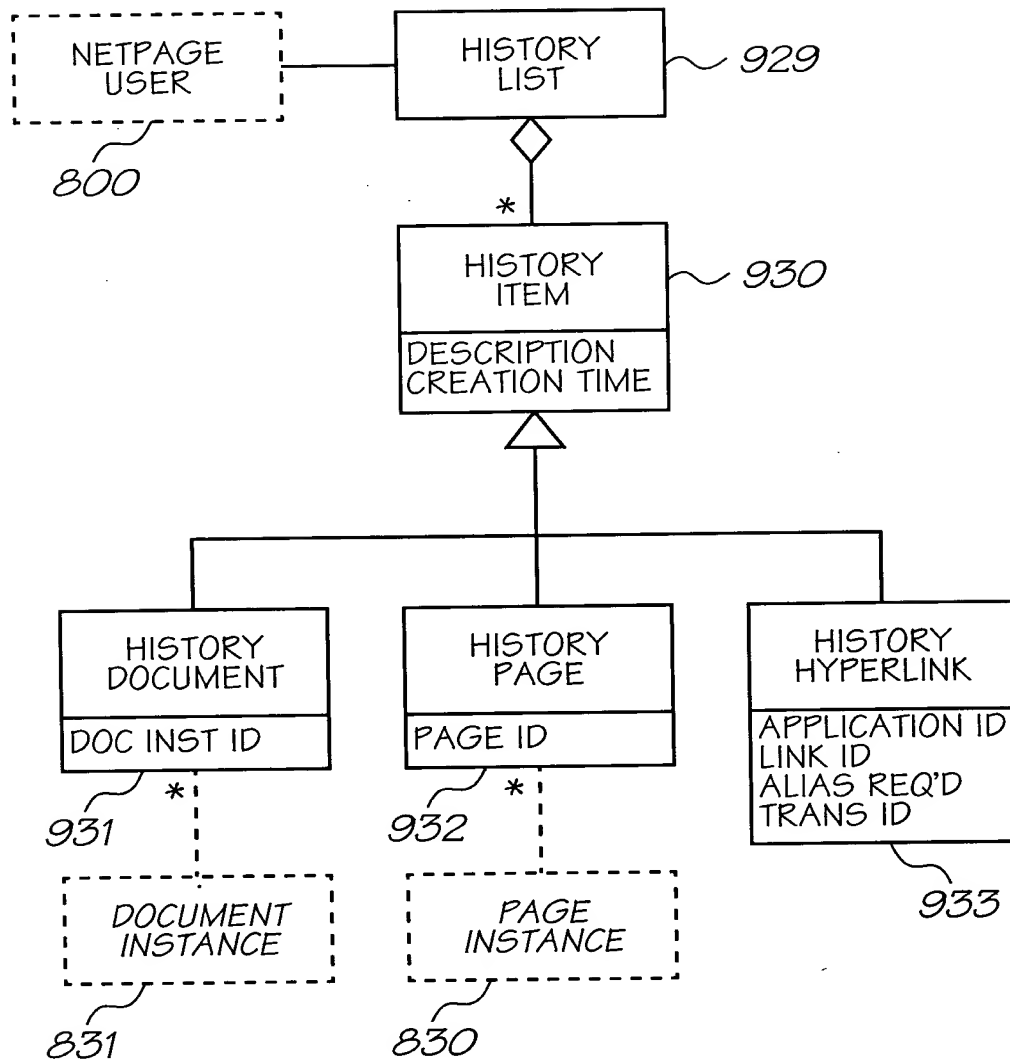 NETPAGE
USER
800
HISTORY
LIST
929
*
HISTORY
ITEM
930
DESCRIPTION
CREATION TIME
HISTORY
DOCUMENT
DOC INST ID
931
*
HISTORY
PAGE
PAGE ID
932
*
HISTORY
HYPERLINK
APPLICATION ID
LINK ID
ALIAS REQ'D
TRANS ID
933
DOCUMENT
INSTANCE
831
PAGE
INSTANCE
830